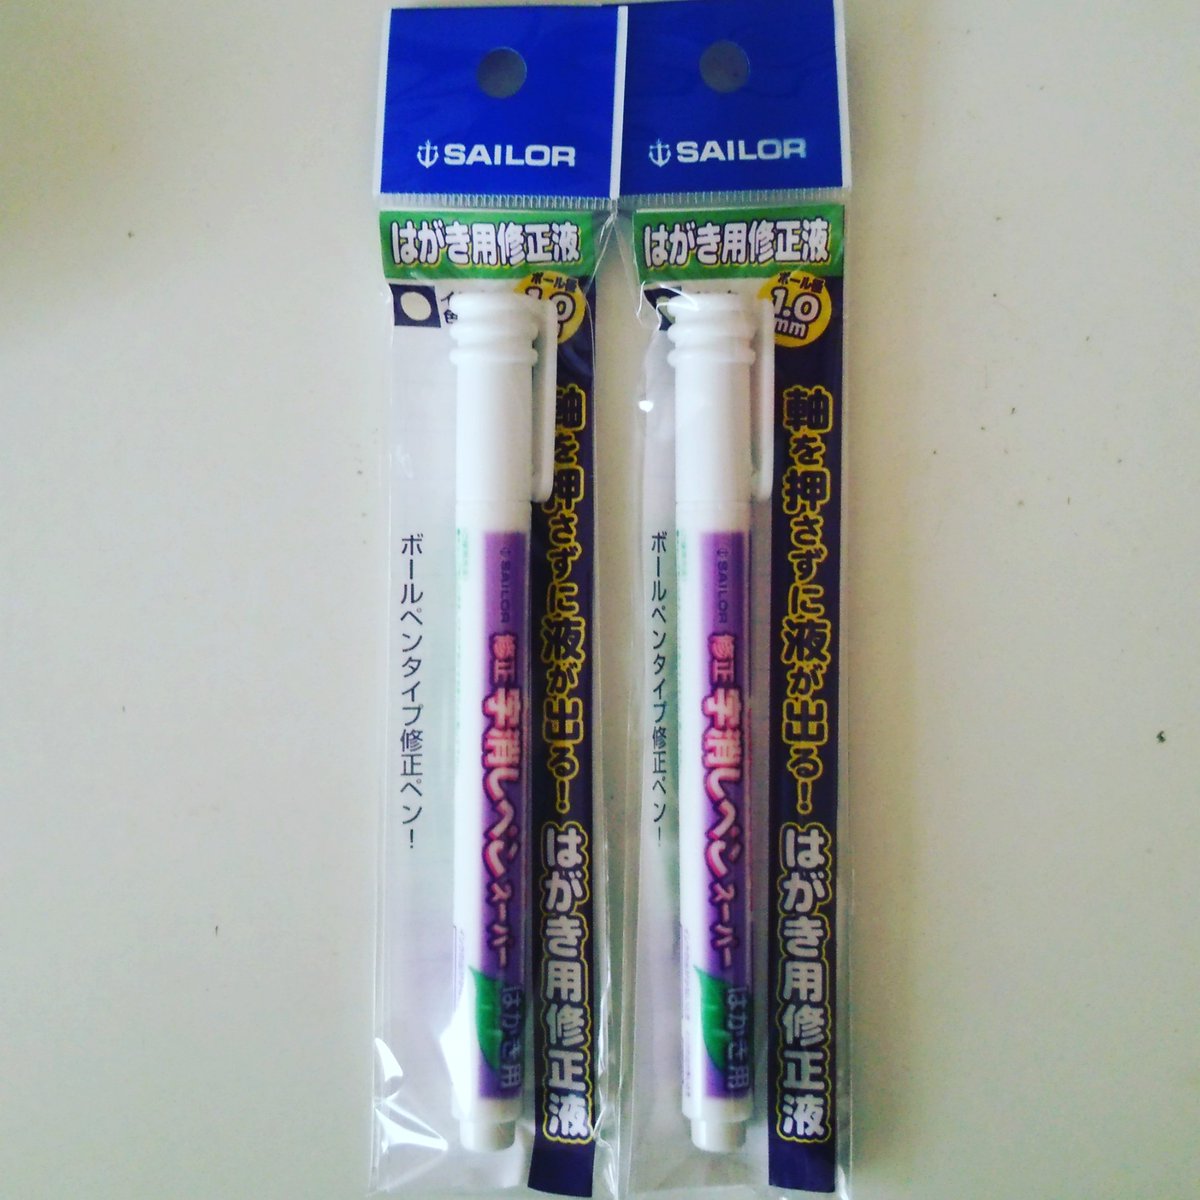 SAILOR
はがき用修正液
ボール径
1.0
軸を押さずに液が出る!はがき用修正液
ボールペンタイプ修正ペン!
SAILOR
修正字消しペンスーパー
はがき用
SAILOR
はがき用修正液
ボール径
1.0
mm
軸を押さずに液が出る!はがき用修正液
ボールペンタイプ修正ペン!
SAILOR
修正字消しペンスーパー
はがき用